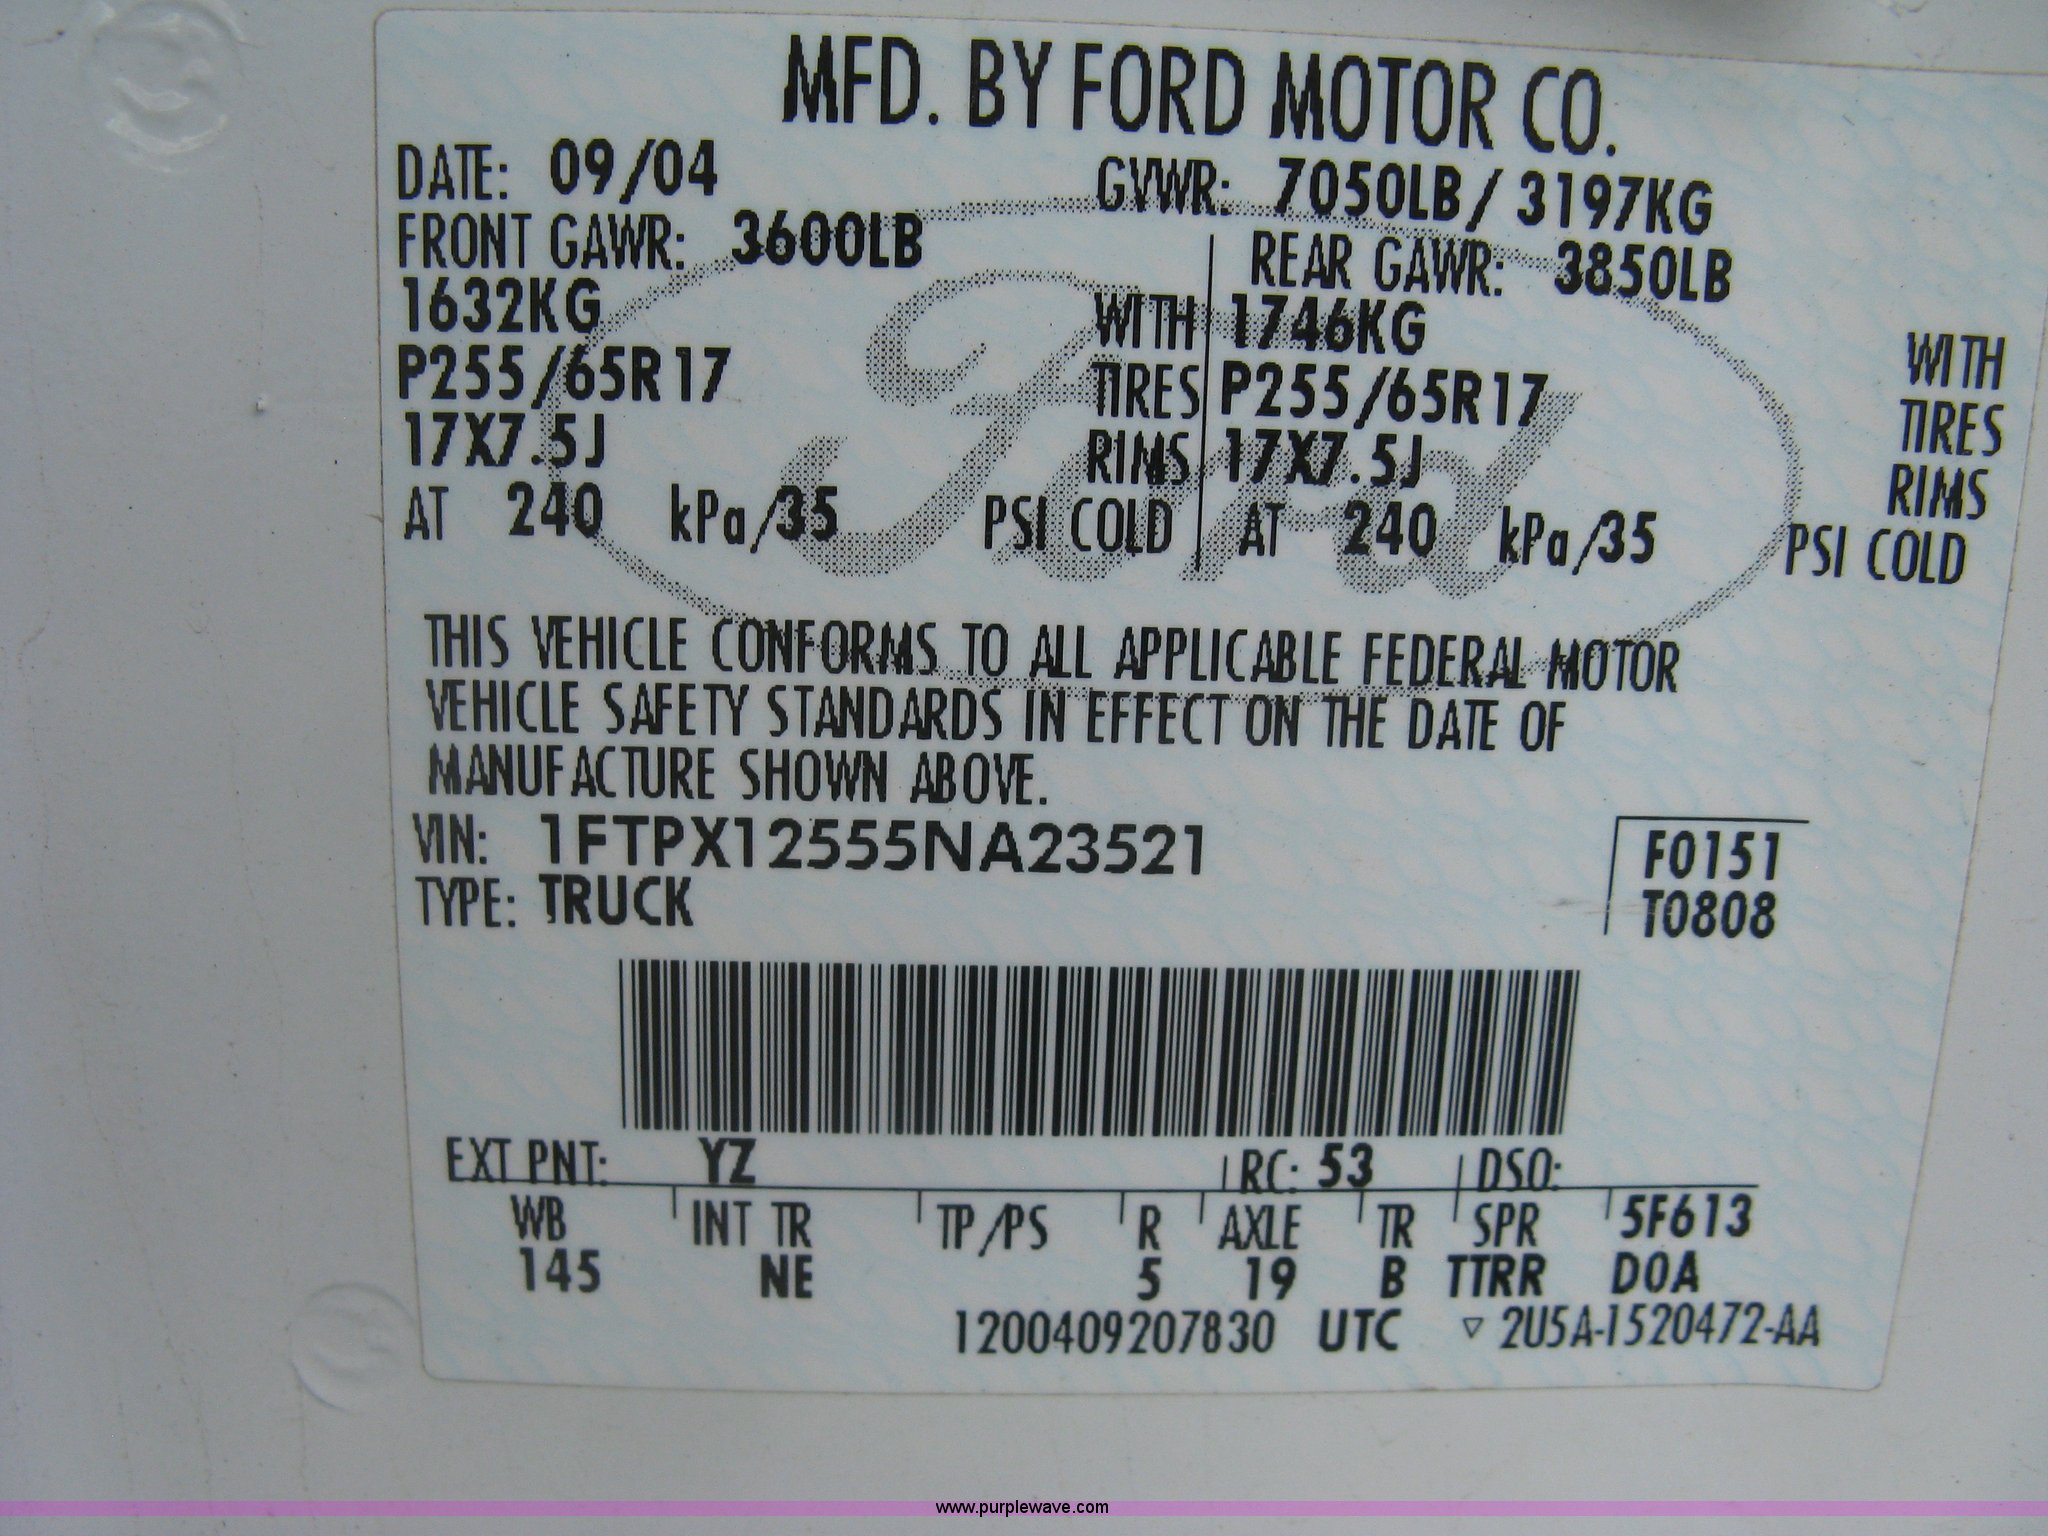 MFD. BY FORD MOTOR CO.
DATE: 09/04 GVWR: 7050LB / 3197KG
FRONT GAWR: 3600LB REAR GAWR: 3850LB
1632KG WITH 1746KG WITH
P255/65R17 TIRES P255/65R17 TIRES
17X7.5J RIMS 17X7.5J RIMS
AT 240 kPa/35 PSI COLD AT 240 kPa/35 PSI COLD
Ford
THIS VEHICLE CONFORMS TO ALL APPLICABLE FEDERAL MOTOR
VEHICLE SAFETY STANDARDS IN EFFECT ON THE DATE OF
MANUFACTURE SHOWN ABOVE.
VIN: 1FTPX12555NA23521 F0151
TYPE: TRUCK T0808
EXT PNT: YZ RC: 53 DSO:
WB INT TR TP/PS R AXLE TR SPR 5F613
145 NE 5 19 B TTRR D0A
1200409207830 UTC ▽ 2U5A-1520472-AA
www.purplewave.com